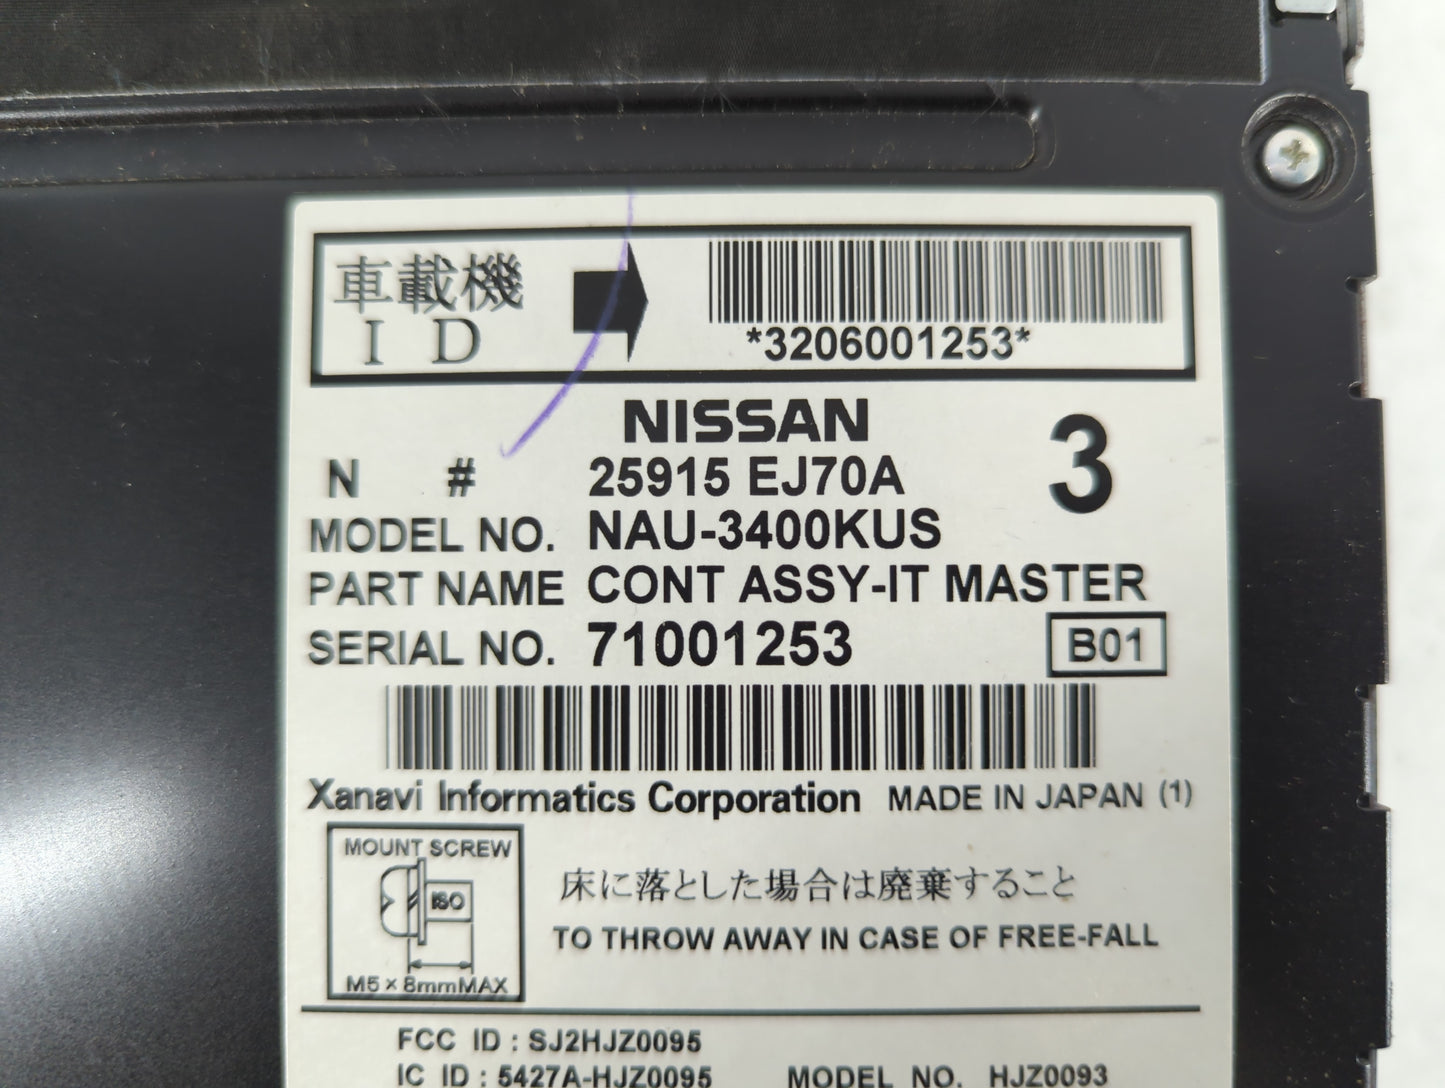 車載機
I D
*3206001253*
NISSAN
3
N # 25915 EJ70A
MODEL NO. NAU-3400KUS
PART NAME CONT ASSY-IT MASTER
SERIAL NO. 71001253
B01
Xanavi Informatics Corporation MADE IN JAPAN (1)
MOUNT SCREW
ISO
M5×8mmMAX
床に落とした場合は廃棄すること
TO THROW AWAY IN CASE OF FREE-FALL
FCC ID : SJ2HJZ0095
IC ID : 5427A-HJZ0095 MODEL NO. HJZ0093